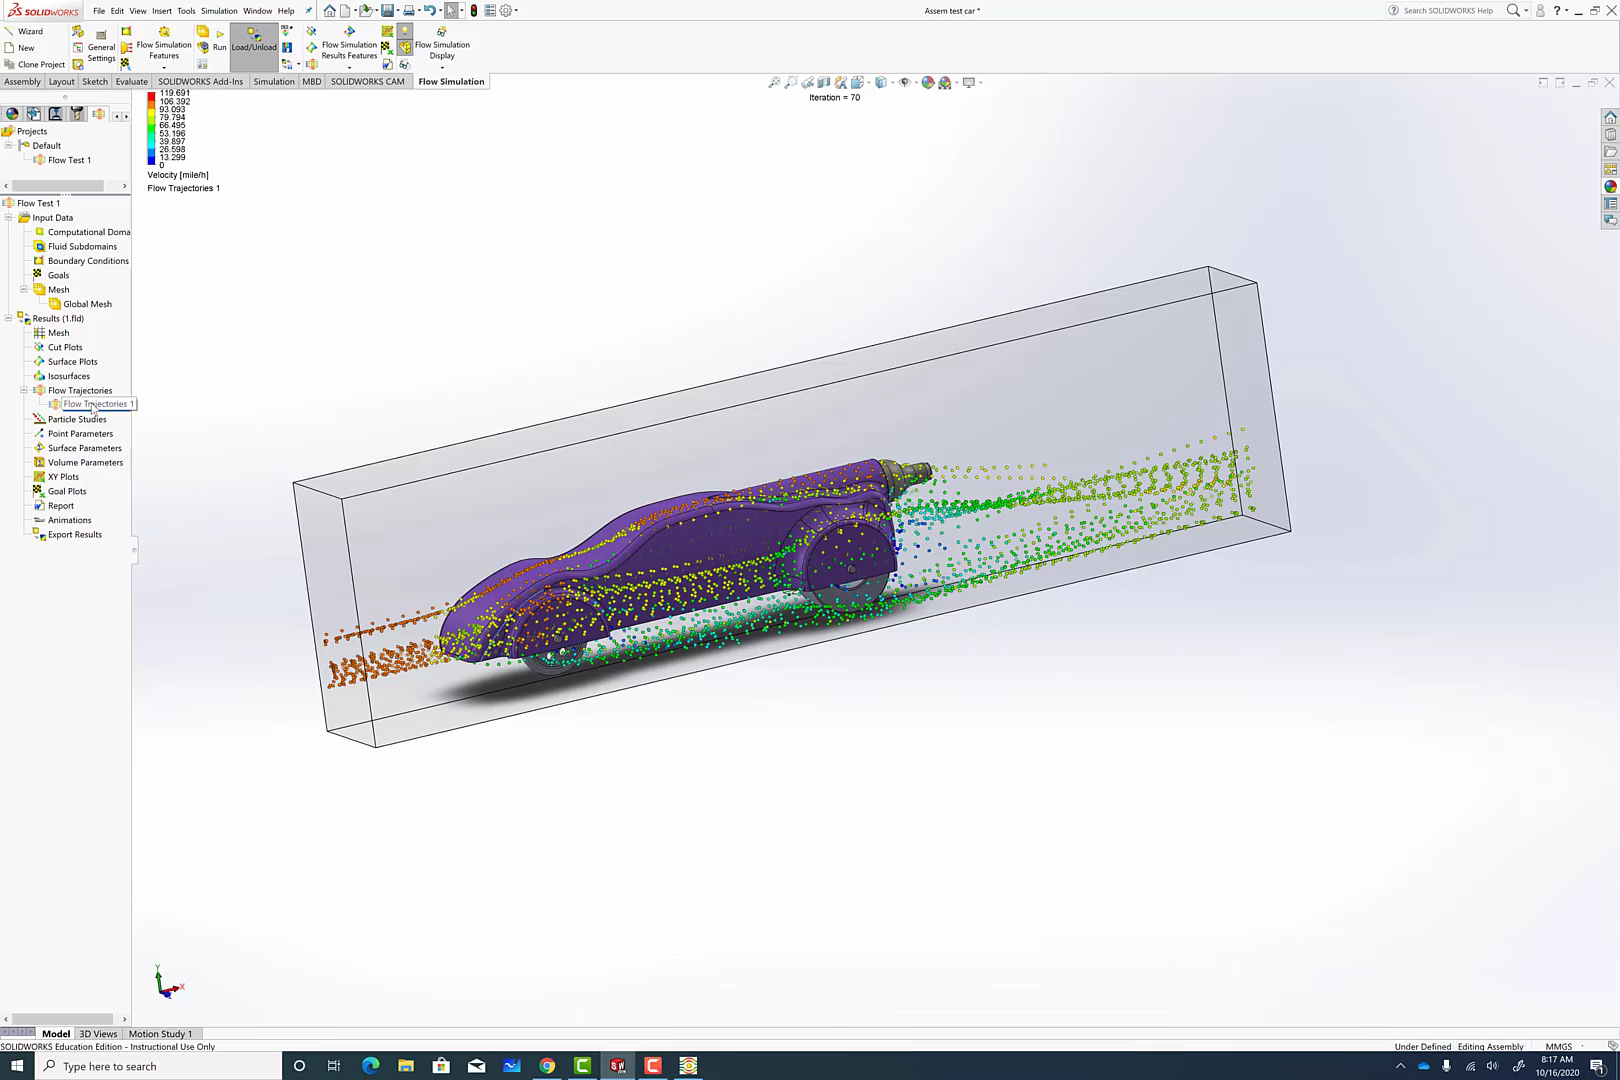 SOLIDWORKS
File Edit View Insert Tools Simulation Window Help
Assem test car *
Search SOLIDWORKS Help
Wizard
New
Clone Project
General Settings
Flow Simulation Features
Run
Load/Unload
Flow Simulation Results Features
Flow Simulation Display
Assembly Layout Sketch Evaluate SOLIDWORKS Add-Ins Simulation MBD SOLIDWORKS CAM Flow Simulation
Iteration = 70
119.691
106.392
93.093
79.794
66.495
53.196
39.897
26.598
13.299
0
Velocity [mile/h]
Flow Trajectories 1
Projects
Default
Flow Test 1
Flow Test 1
Input Data
Computational Doma
Fluid Subdomains
Boundary Conditions
Goals
Mesh
Global Mesh
Results (1.fld)
Mesh
Cut Plots
Surface Plots
Isosurfaces
Flow Trajectories
Flow Trajectories 1
Particle Studies
Point Parameters
Surface Parameters
Volume Parameters
XY Plots
Goal Plots
Report
Animations
Export Results
Y
X
Model 3D Views Motion Study 1
SOLIDWORKS Education Edition - Instructional Use Only
Under Defined Editing Assembly MMGS
Type here to search
8:17 AM
10/16/2020